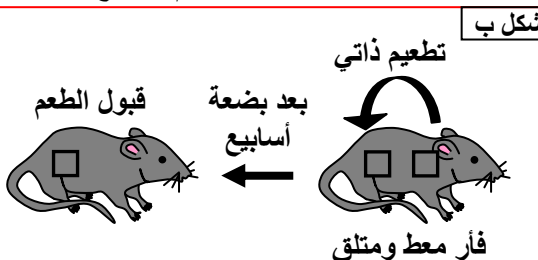 شكل ب
تطعيم ذاتي
بعد بضعة
أسابيع
قبول الطعم
فأر معط ومتلق